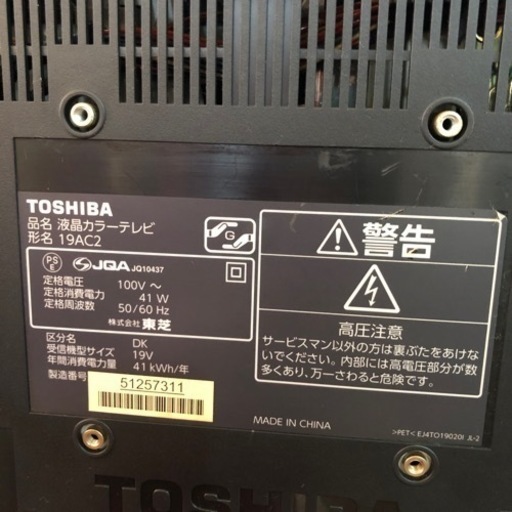 TOSHIBA
品名 液晶カラーテレビ
形名 19AC2
G
PS
E
JQA JQ10437
定格電圧 100V ～
定格消費電力 41 W
定格周波数 50/60 Hz
株式会社 東芝
区分名 DK
受信機型サイズ 19V
年間消費電力量 41 kWh/年
製造番号 51257311
警告
高圧注意
サービスマン以外の方は裏ぶたをあけな
いでください。内部には高電圧部分が数
多くあり、万一さわると危険です。
MADE IN CHINA
>PET< EJ4TO19020I JL-2
TOSHIBA